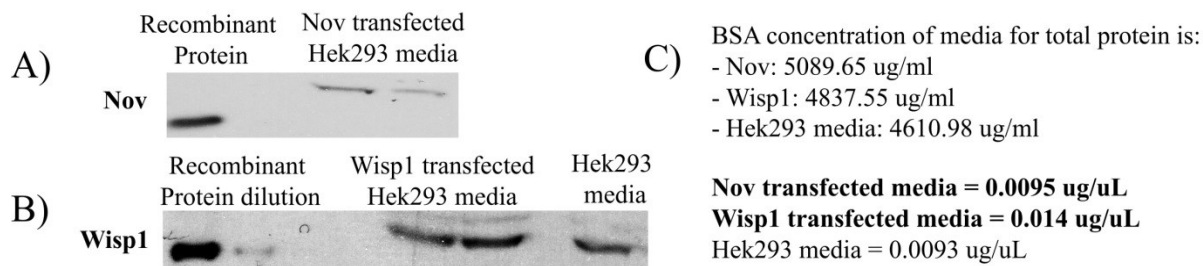 A)
Recombinant Protein
Nov transfected Hek293 media
Nov
B)
Recombinant Protein dilution
Wisp1 transfected Hek293 media
Hek293 media
Wisp1
C)
BSA concentration of media for total protein is:
- Nov: 5089.65 ug/ml
- Wisp1: 4837.55 ug/ml
- Hek293 media: 4610.98 ug/ml
Nov transfected media = 0.0095 ug/uL
Wisp1 transfected media = 0.014 ug/uL
Hek293 media = 0.0093 ug/uL